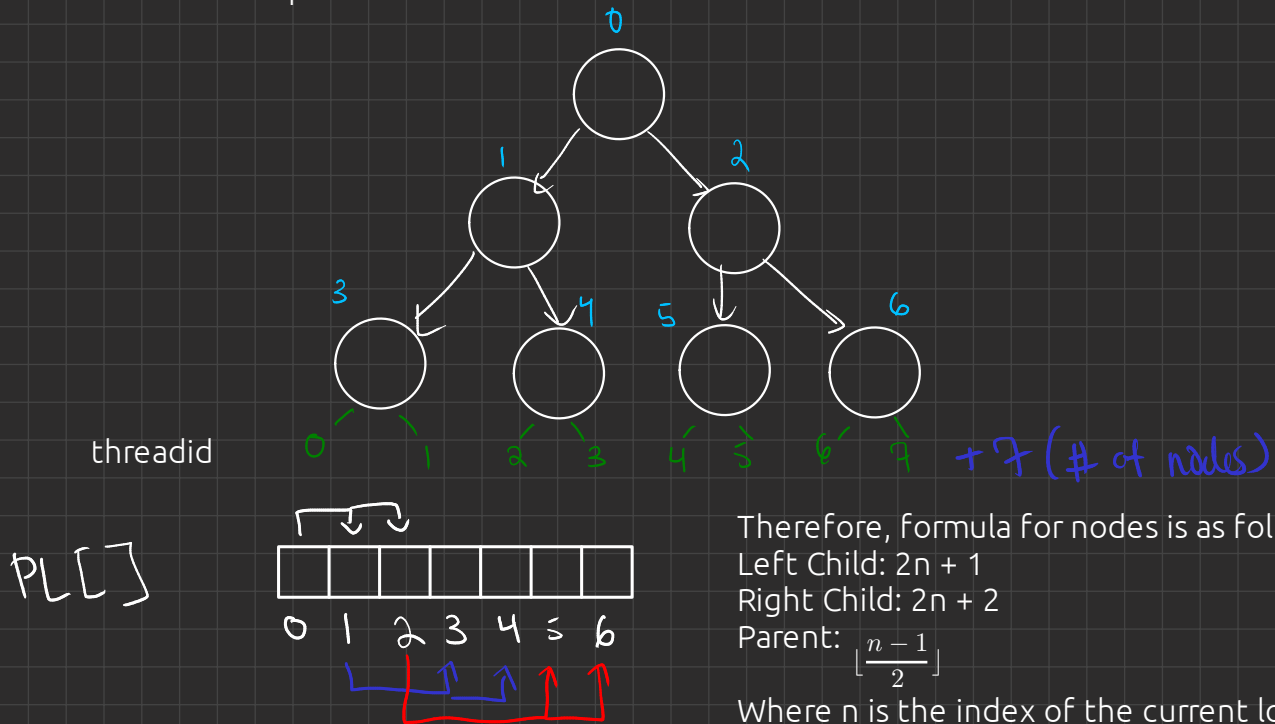 0
1 2
3 4 5 6
threadid 0 1 2 3 4 5 6 7 +7 (# of nodes)
PL[]
0 1 2 3 4 5 6
Therefore, formula for nodes is as fol
Left Child: 2n + 1
Right Child: 2n + 2
Parent: ⌊(n − 1)/2⌋
Where n is the index of the current lo